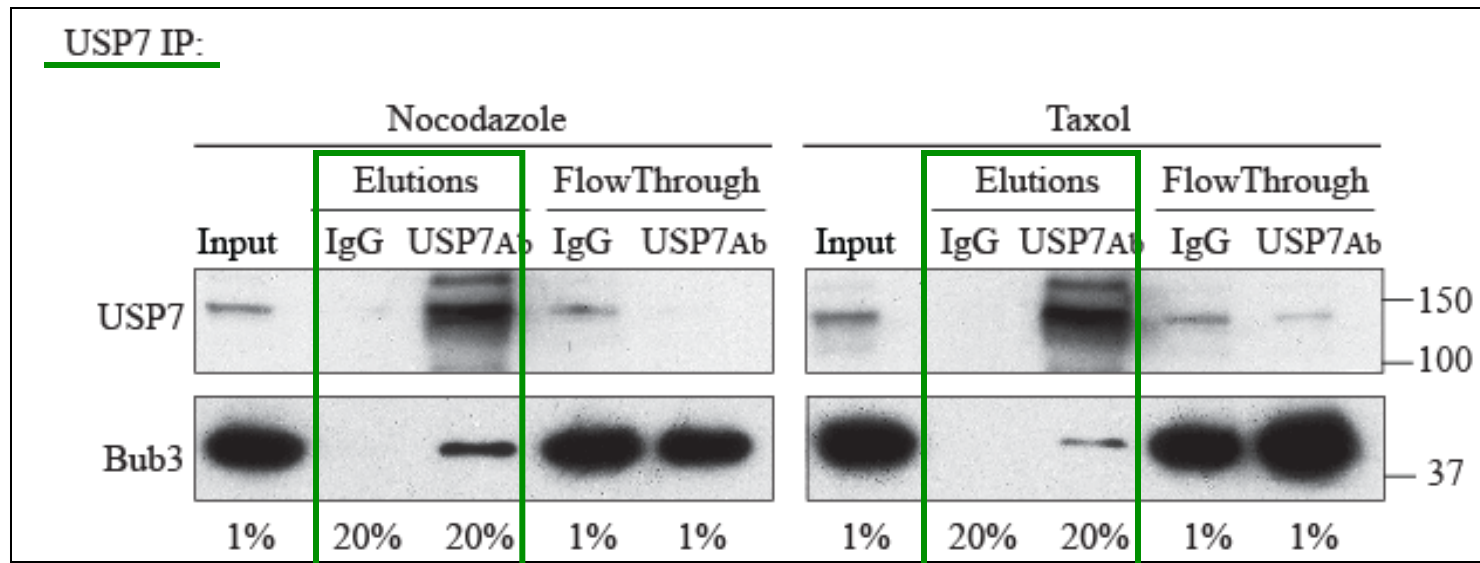 USP7 IP:
Nocodazole Taxol
Elutions FlowThrough Elutions FlowThrough
Input IgG USP7Ab IgG USP7Ab Input IgG USP7Ab IgG USP7Ab
USP7 150
100
Bub3 37
1% 20% 20% 1% 1% 1% 20% 20% 1% 1%